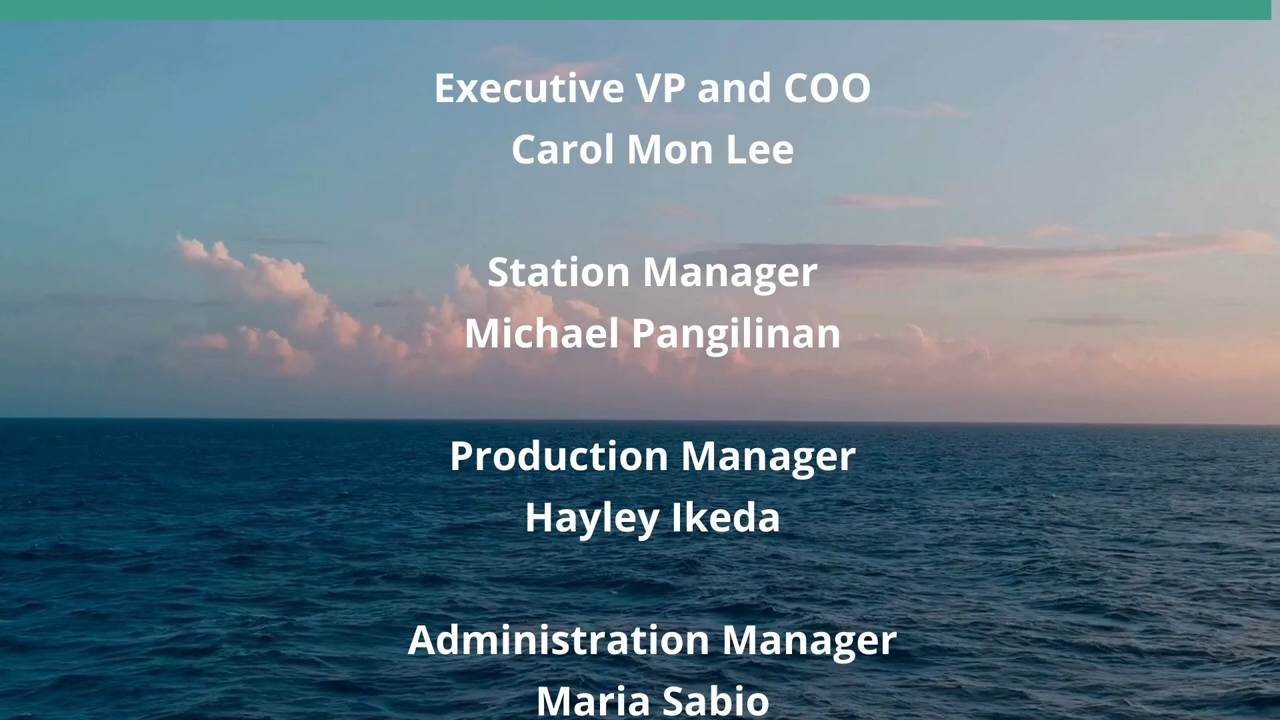 Executive VP and COO
Carol Mon Lee
Station Manager
Michael Pangilinan
Production Manager
Hayley Ikeda
Administration Manager
Maria Sabio